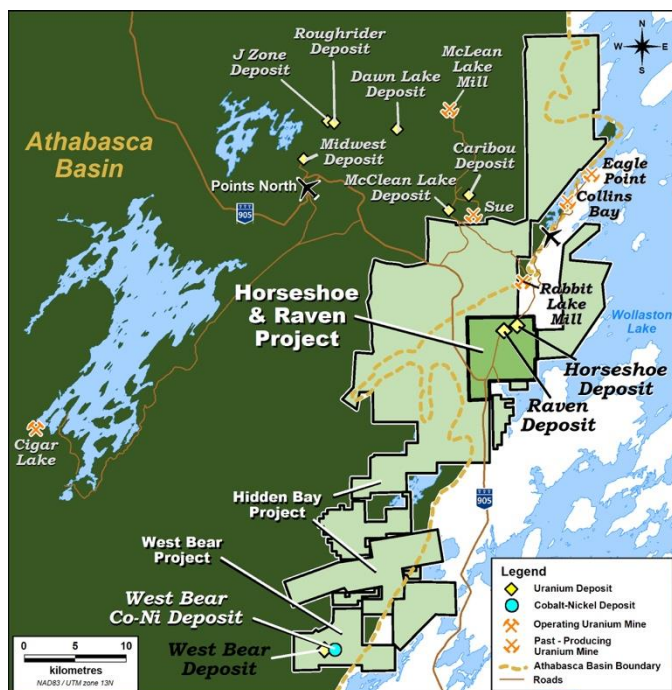 Roughrider
Deposit
J Zone
Deposit
McLean
Lake
Mill
Dawn Lake
Deposit
N
W
E
S
Athabasca
Basin
Midwest
Deposit
Caribou
Deposit
Points North
McClean Lake
Deposit
Eagle
Point
Collins
Bay
Sue
905
Rabbit
Lake
Mill
Horseshoe
& Raven
Project
Wollaston
Lake
Horseshoe
Deposit
Raven
Deposit
Cigar
Lake
Hidden Bay
Project
905
West Bear
Project
West Bear
Co-Ni Deposit
West Bear
Deposit
Legend
Uranium Deposit
Cobalt-Nickel Deposit
Operating Uranium Mine
Past - Producing
Uranium Mine
Athabasca Basin Boundary
Roads
0 5 10
kilometres
NAD83 / UTM zone 13N